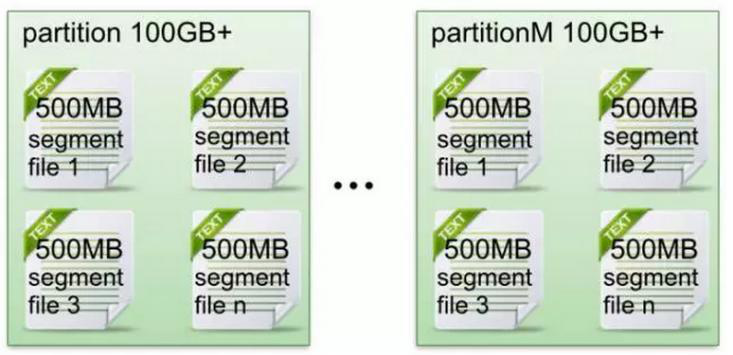 partition 100GB+
TEXT
500MB
segment
file 1
TEXT
500MB
segment
file 2
TEXT
500MB
segment
file 3
TEXT
500MB
segment
file n
...
partitionM 100GB+
TEXT
500MB
segment
file 1
TEXT
500MB
segment
file 2
TEXT
500MB
segment
file 3
TEXT
500MB
segment
file n